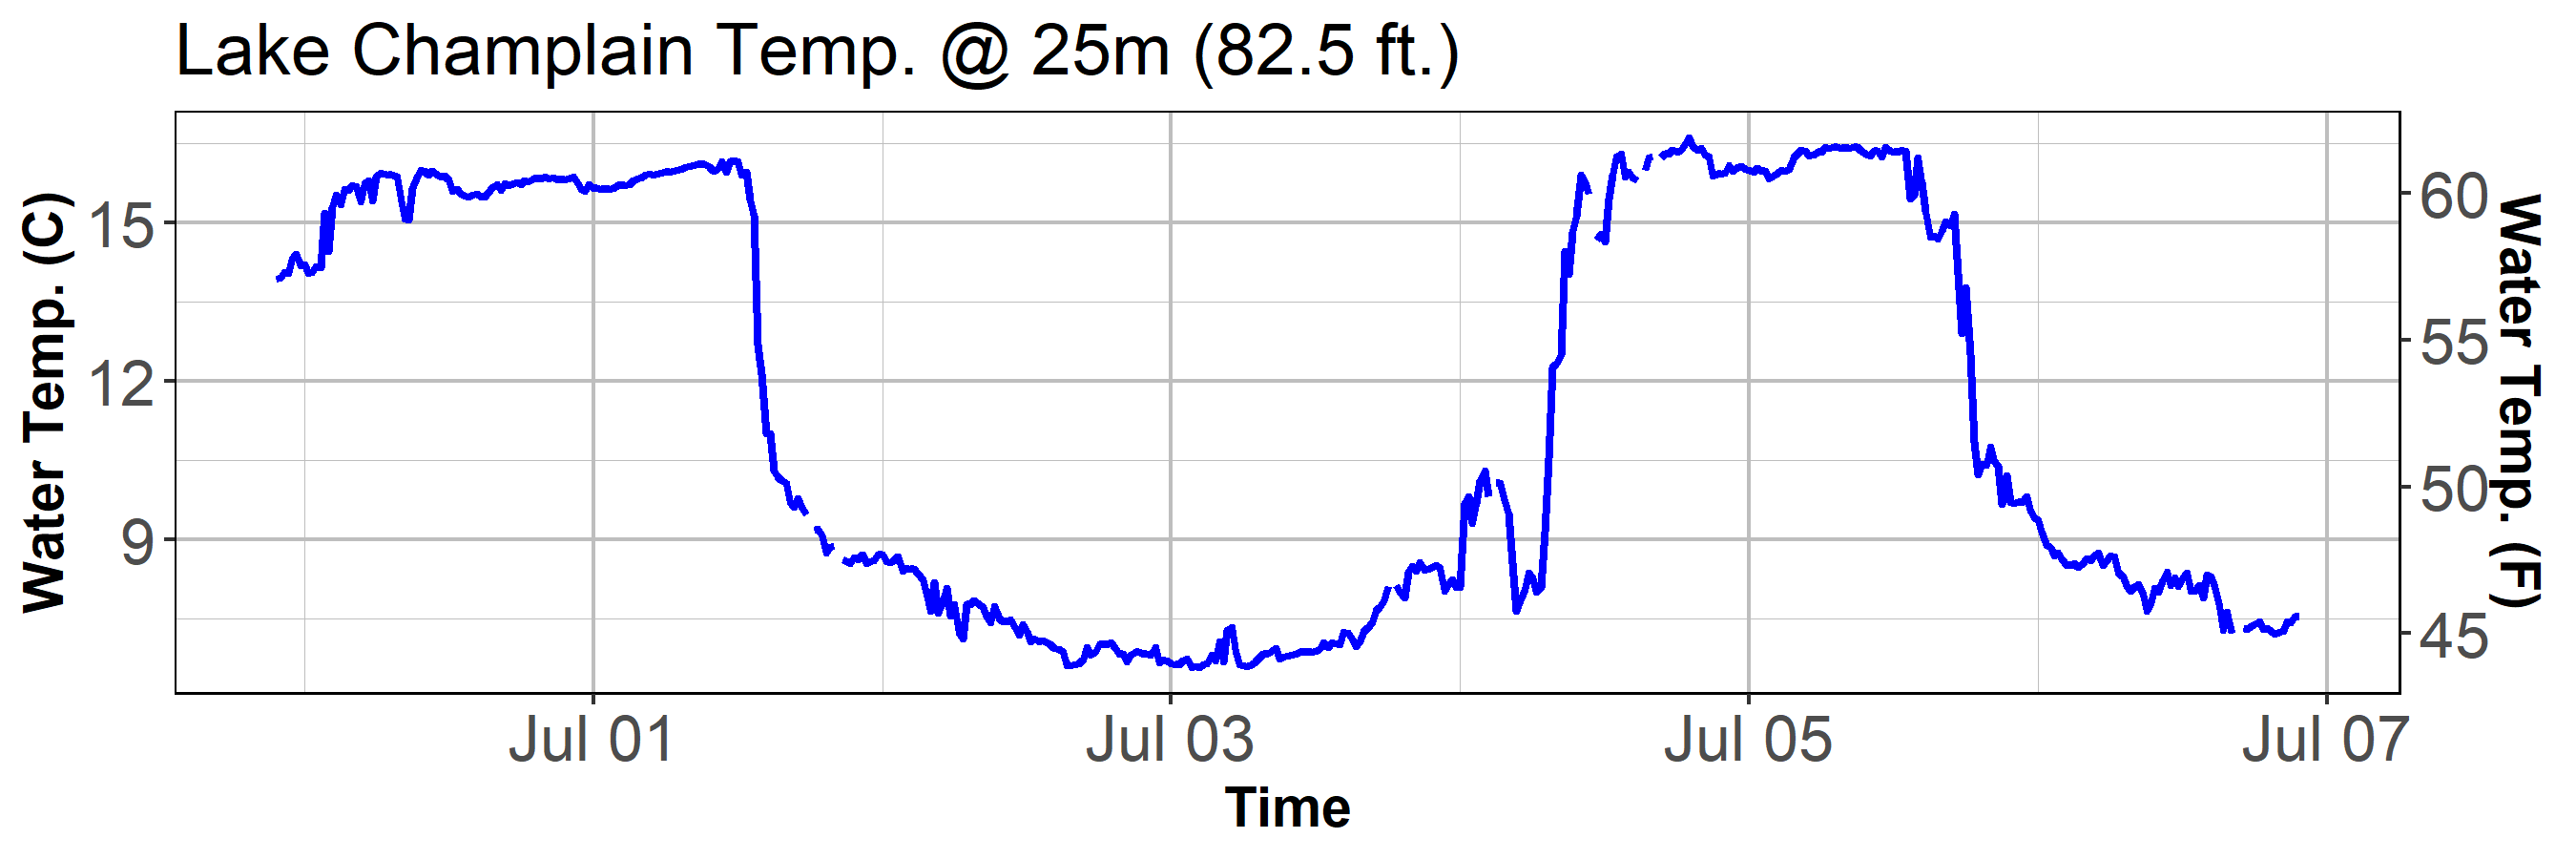 Lake Champlain Temp. @ 25m (82.5 ft.)
Water Temp. (C)
15
12
9
60
55
50
45
Water Temp. (F)
Jul 01 Jul 03 Jul 05 Jul 07
Time